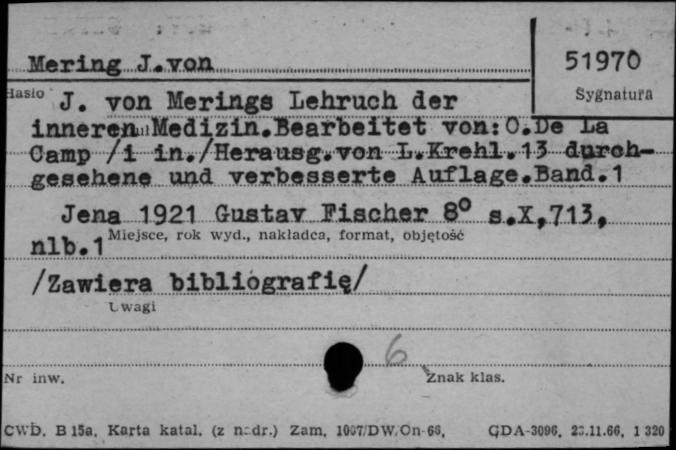 Mering J.von
51970
Hasło
Sygnatura
J. von Merings Lehruch der
inneren Medizin.Bearbeitet von:O.De La
Camp /i in./Herausg.von L.Krehl.13 durch-
gesehene und verbesserte Auflage.Band.1
Jena 1921 Gustav Fischer 8° s.X,713,
nlb.1
Miejsce, rok wyd., nakładca, format, objętość
/Zawiera bibliografię/
Uwagi
6
Nr inw.
Znak klas.
CWD. B 15a. Karta katal. (z nadr.) Zam. 1007/DW.On-66, GDA-3096, 23.11.66, 1 320